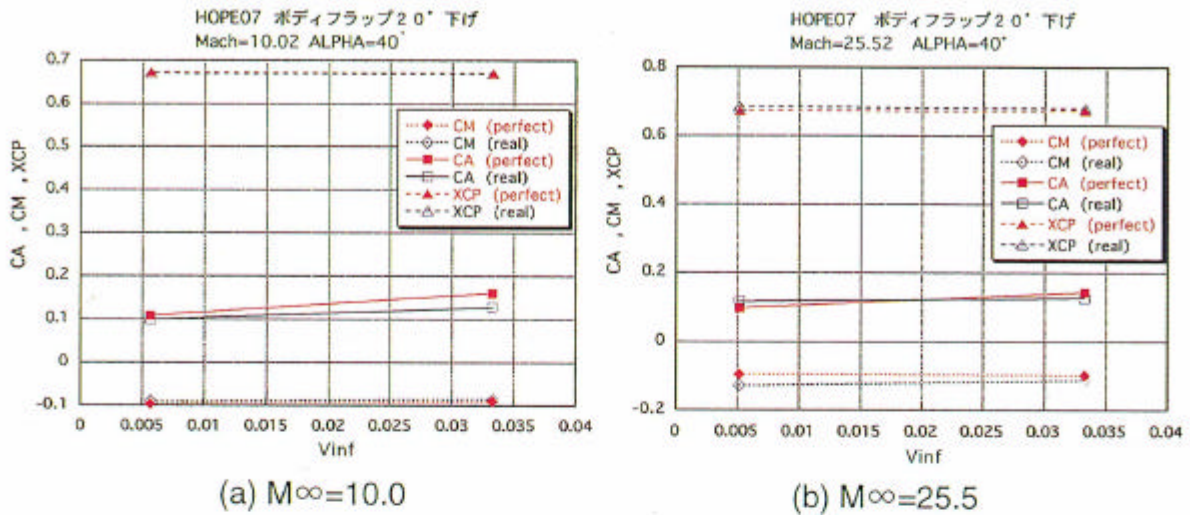 HOPE07 ボディフラップ20° 下げ
Mach=10.02 ALPHA=40°
0.7
0.6
0.5
0.4
0.3
0.2
0.1
0
-0.1
CA , CM , XCP
CM (perfect)
CM (real)
CA (perfect)
CA (real)
XCP (perfect)
XCP (real)
0 0.005 0.01 0.015 0.02 0.025 0.03 0.035 0.04
Vinf
(a) M∞=10.0
HOPE07 ボディフラップ20° 下げ
Mach=25.52 ALPHA=40°
0.8
0.6
0.4
0.2
0
-0.2
CA , CM , XCP
CM (perfect)
CM (real)
CA (perfect)
CA (real)
XCP (perfect)
XCP (real)
0 0.005 0.01 0.015 0.02 0.025 0.03 0.035 0.04
Vinf
(b) M∞=25.5